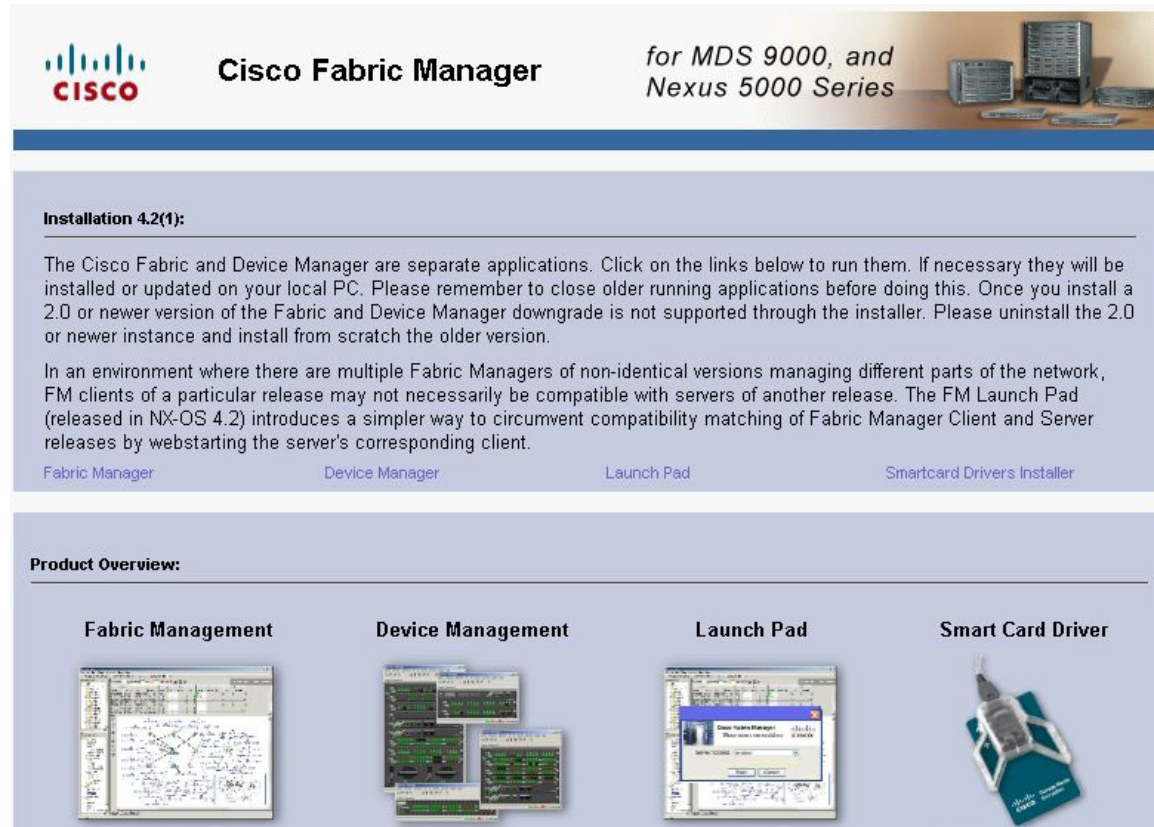 CISCO
Cisco Fabric Manager
for MDS 9000, and
Nexus 5000 Series
Installation 4.2(1):
The Cisco Fabric and Device Manager are separate applications. Click on the links below to run them. If necessary they will be
installed or updated on your local PC. Please remember to close older running applications before doing this. Once you install a
2.0 or newer version of the Fabric and Device Manager downgrade is not supported through the installer. Please uninstall the 2.0
or newer instance and install from scratch the older version.
In an environment where there are multiple Fabric Managers of non-identical versions managing different parts of the network,
FM clients of a particular release may not necessarily be compatible with servers of another release. The FM Launch Pad
(released in NX-OS 4.2) introduces a simpler way to circumvent compatibility matching of Fabric Manager Client and Server
releases by webstarting the server's corresponding client.
Fabric Manager Device Manager Launch Pad Smartcard Drivers Installer
Product Overview:
Fabric Management Device Management Launch Pad Smart Card Driver
Cisco Fabric Manager
CISCO